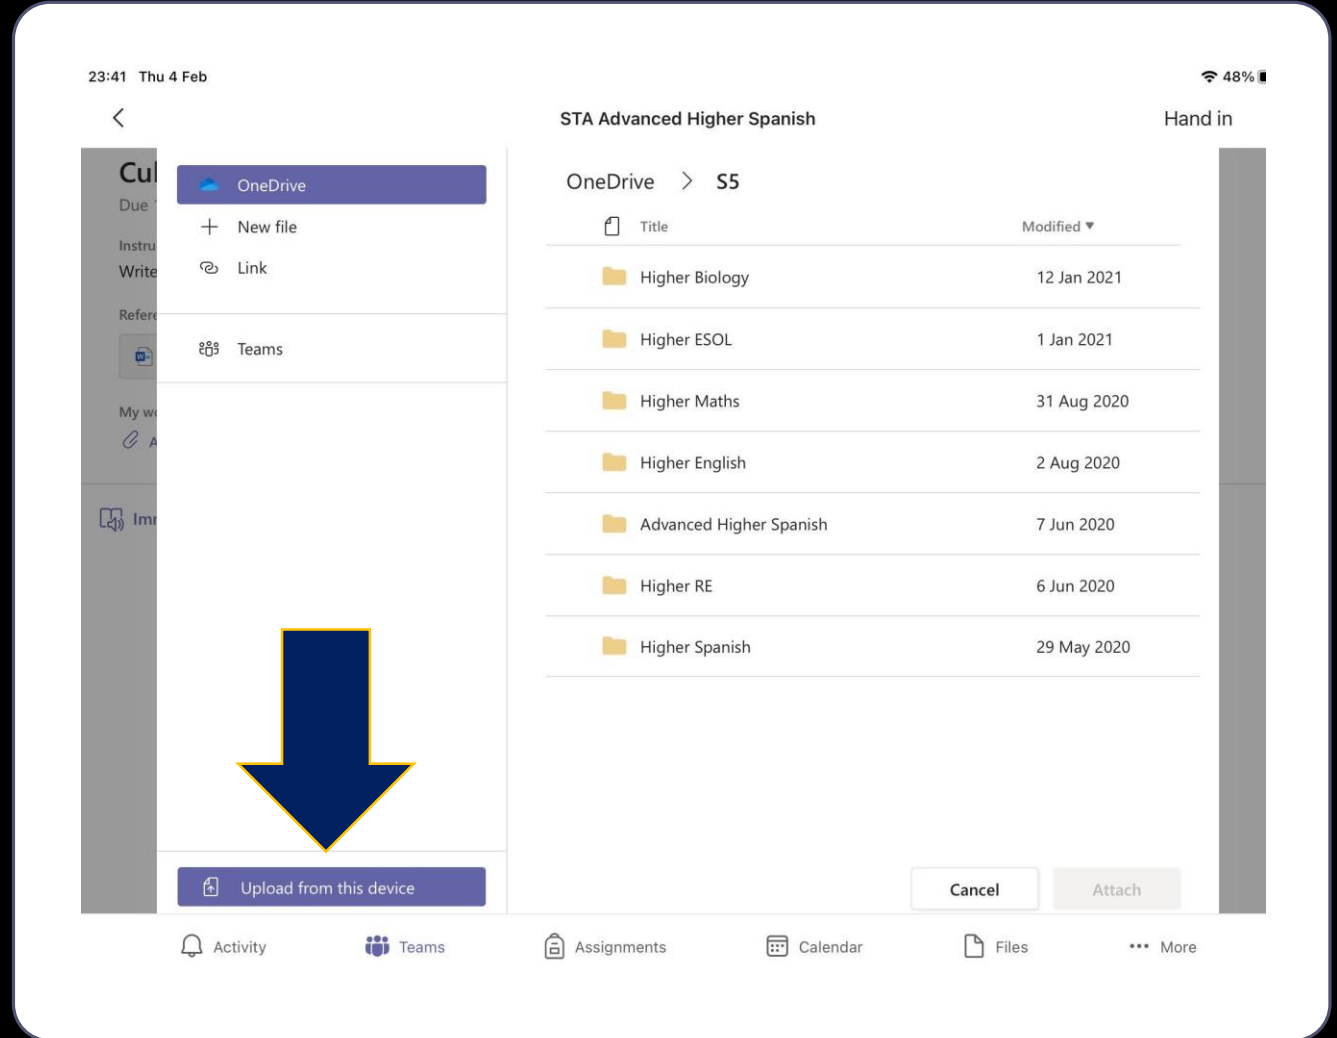 23:41 Thu 4 Feb
48%
STA Advanced Higher Spanish
Hand in
Cul
Due
Instru
Write
Refere
My wo
A
Imr
OneDrive
New file
Link
Teams
Upload from this device
OneDrive > S5
Title Modified ▼
Higher Biology 12 Jan 2021
Higher ESOL 1 Jan 2021
Higher Maths 31 Aug 2020
Higher English 2 Aug 2020
Advanced Higher Spanish 7 Jun 2020
Higher RE 6 Jun 2020
Higher Spanish 29 May 2020
Cancel Attach
Activity Teams Assignments Calendar Files ••• More